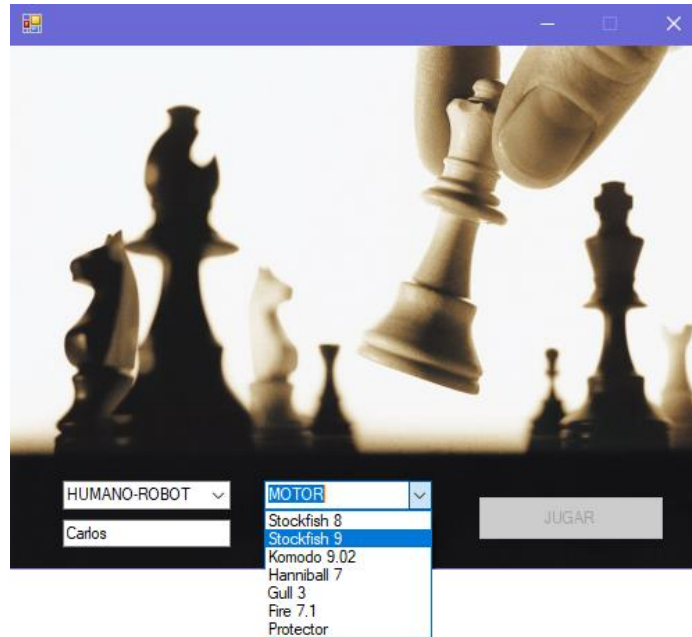 HUMANO-ROBOT
MOTOR
JUGAR
Carlos
Stockfish 8
Stockfish 9
Komodo 9.02
Hanniball 7
Gull 3
Fire 7.1
Protector